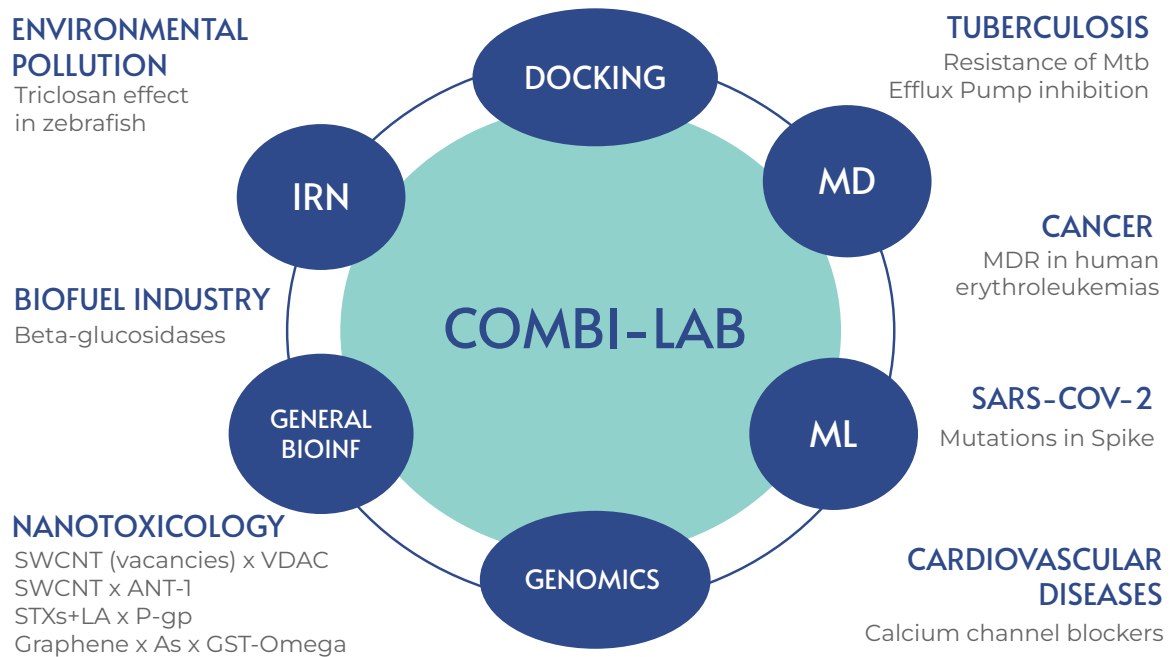 ENVIRONMENTAL
POLLUTION
Triclosan effect
in zebrafish
DOCKING
TUBERCULOSIS
Resistance of Mtb
Efflux Pump inhibition
IRN
MD
CANCER
MDR in human
erythroleukemias
BIOFUEL INDUSTRY
Beta-glucosidases
COMBI-LAB
GENERAL
BIOINF
ML
SARS-COV-2
Mutations in Spike
NANOTOXICOLOGY
SWCNT (vacancies) x VDAC
SWCNT x ANT-1
STXs+LA x P-gp
Graphene x As x GST-Omega
GENOMICS
CARDIOVASCULAR
DISEASES
Calcium channel blockers